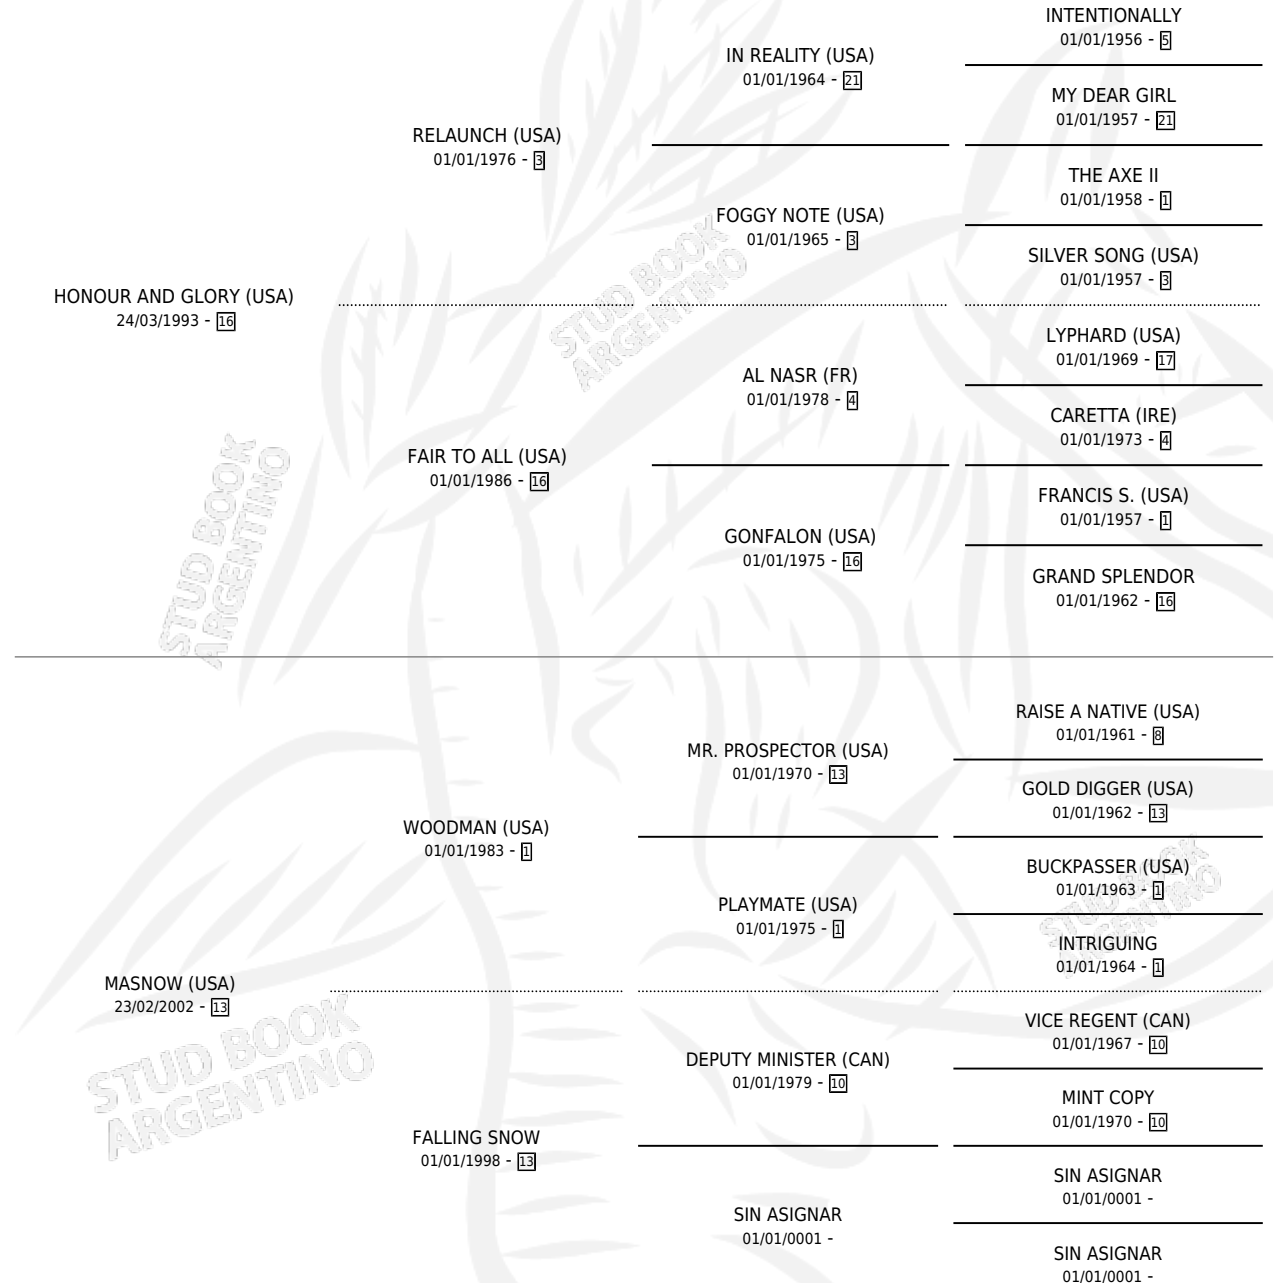 INTENTIONALLY
01/01/1956 - 5
IN REALITY (USA)
01/01/1964 - 21
MY DEAR GIRL
01/01/1957 - 21
RELAUNCH (USA)
01/01/1976 - 3
THE AXE II
01/01/1958 - 1
FOGGY NOTE (USA)
01/01/1965 - 3
SILVER SONG (USA)
01/01/1957 - 3
HONOUR AND GLORY (USA)
24/03/1993 - 16
LYPHARD (USA)
01/01/1969 - 17
AL NASR (FR)
01/01/1978 - 4
CARETTA (IRE)
01/01/1973 - 4
FAIR TO ALL (USA)
01/01/1986 - 16
FRANCIS S. (USA)
01/01/1957 - 1
GONFALON (USA)
01/01/1975 - 16
GRAND SPLENDOR
01/01/1962 - 16
RAISE A NATIVE (USA)
01/01/1961 - 8
MR. PROSPECTOR (USA)
01/01/1970 - 13
GOLD DIGGER (USA)
01/01/1962 - 13
WOODMAN (USA)
01/01/1983 - 1
BUCKPASSER (USA)
01/01/1963 - 1
PLAYMATE (USA)
01/01/1975 - 1
INTRIGUING
01/01/1964 - 1
MASNOW (USA)
23/02/2002 - 13
VICE REGENT (CAN)
01/01/1967 - 10
DEPUTY MINISTER (CAN)
01/01/1979 - 10
MINT COPY
01/01/1970 - 10
FALLING SNOW
01/01/1998 - 13
SIN ASIGNAR
01/01/0001 -
SIN ASIGNAR
01/01/0001 -
SIN ASIGNAR
01/01/0001 -
STUD BOOK
ARGENTINO
STUD BOOK
ARGENTINO
STUD BOOK
ARGENTINO
STUD BOOK
ARGENTINO